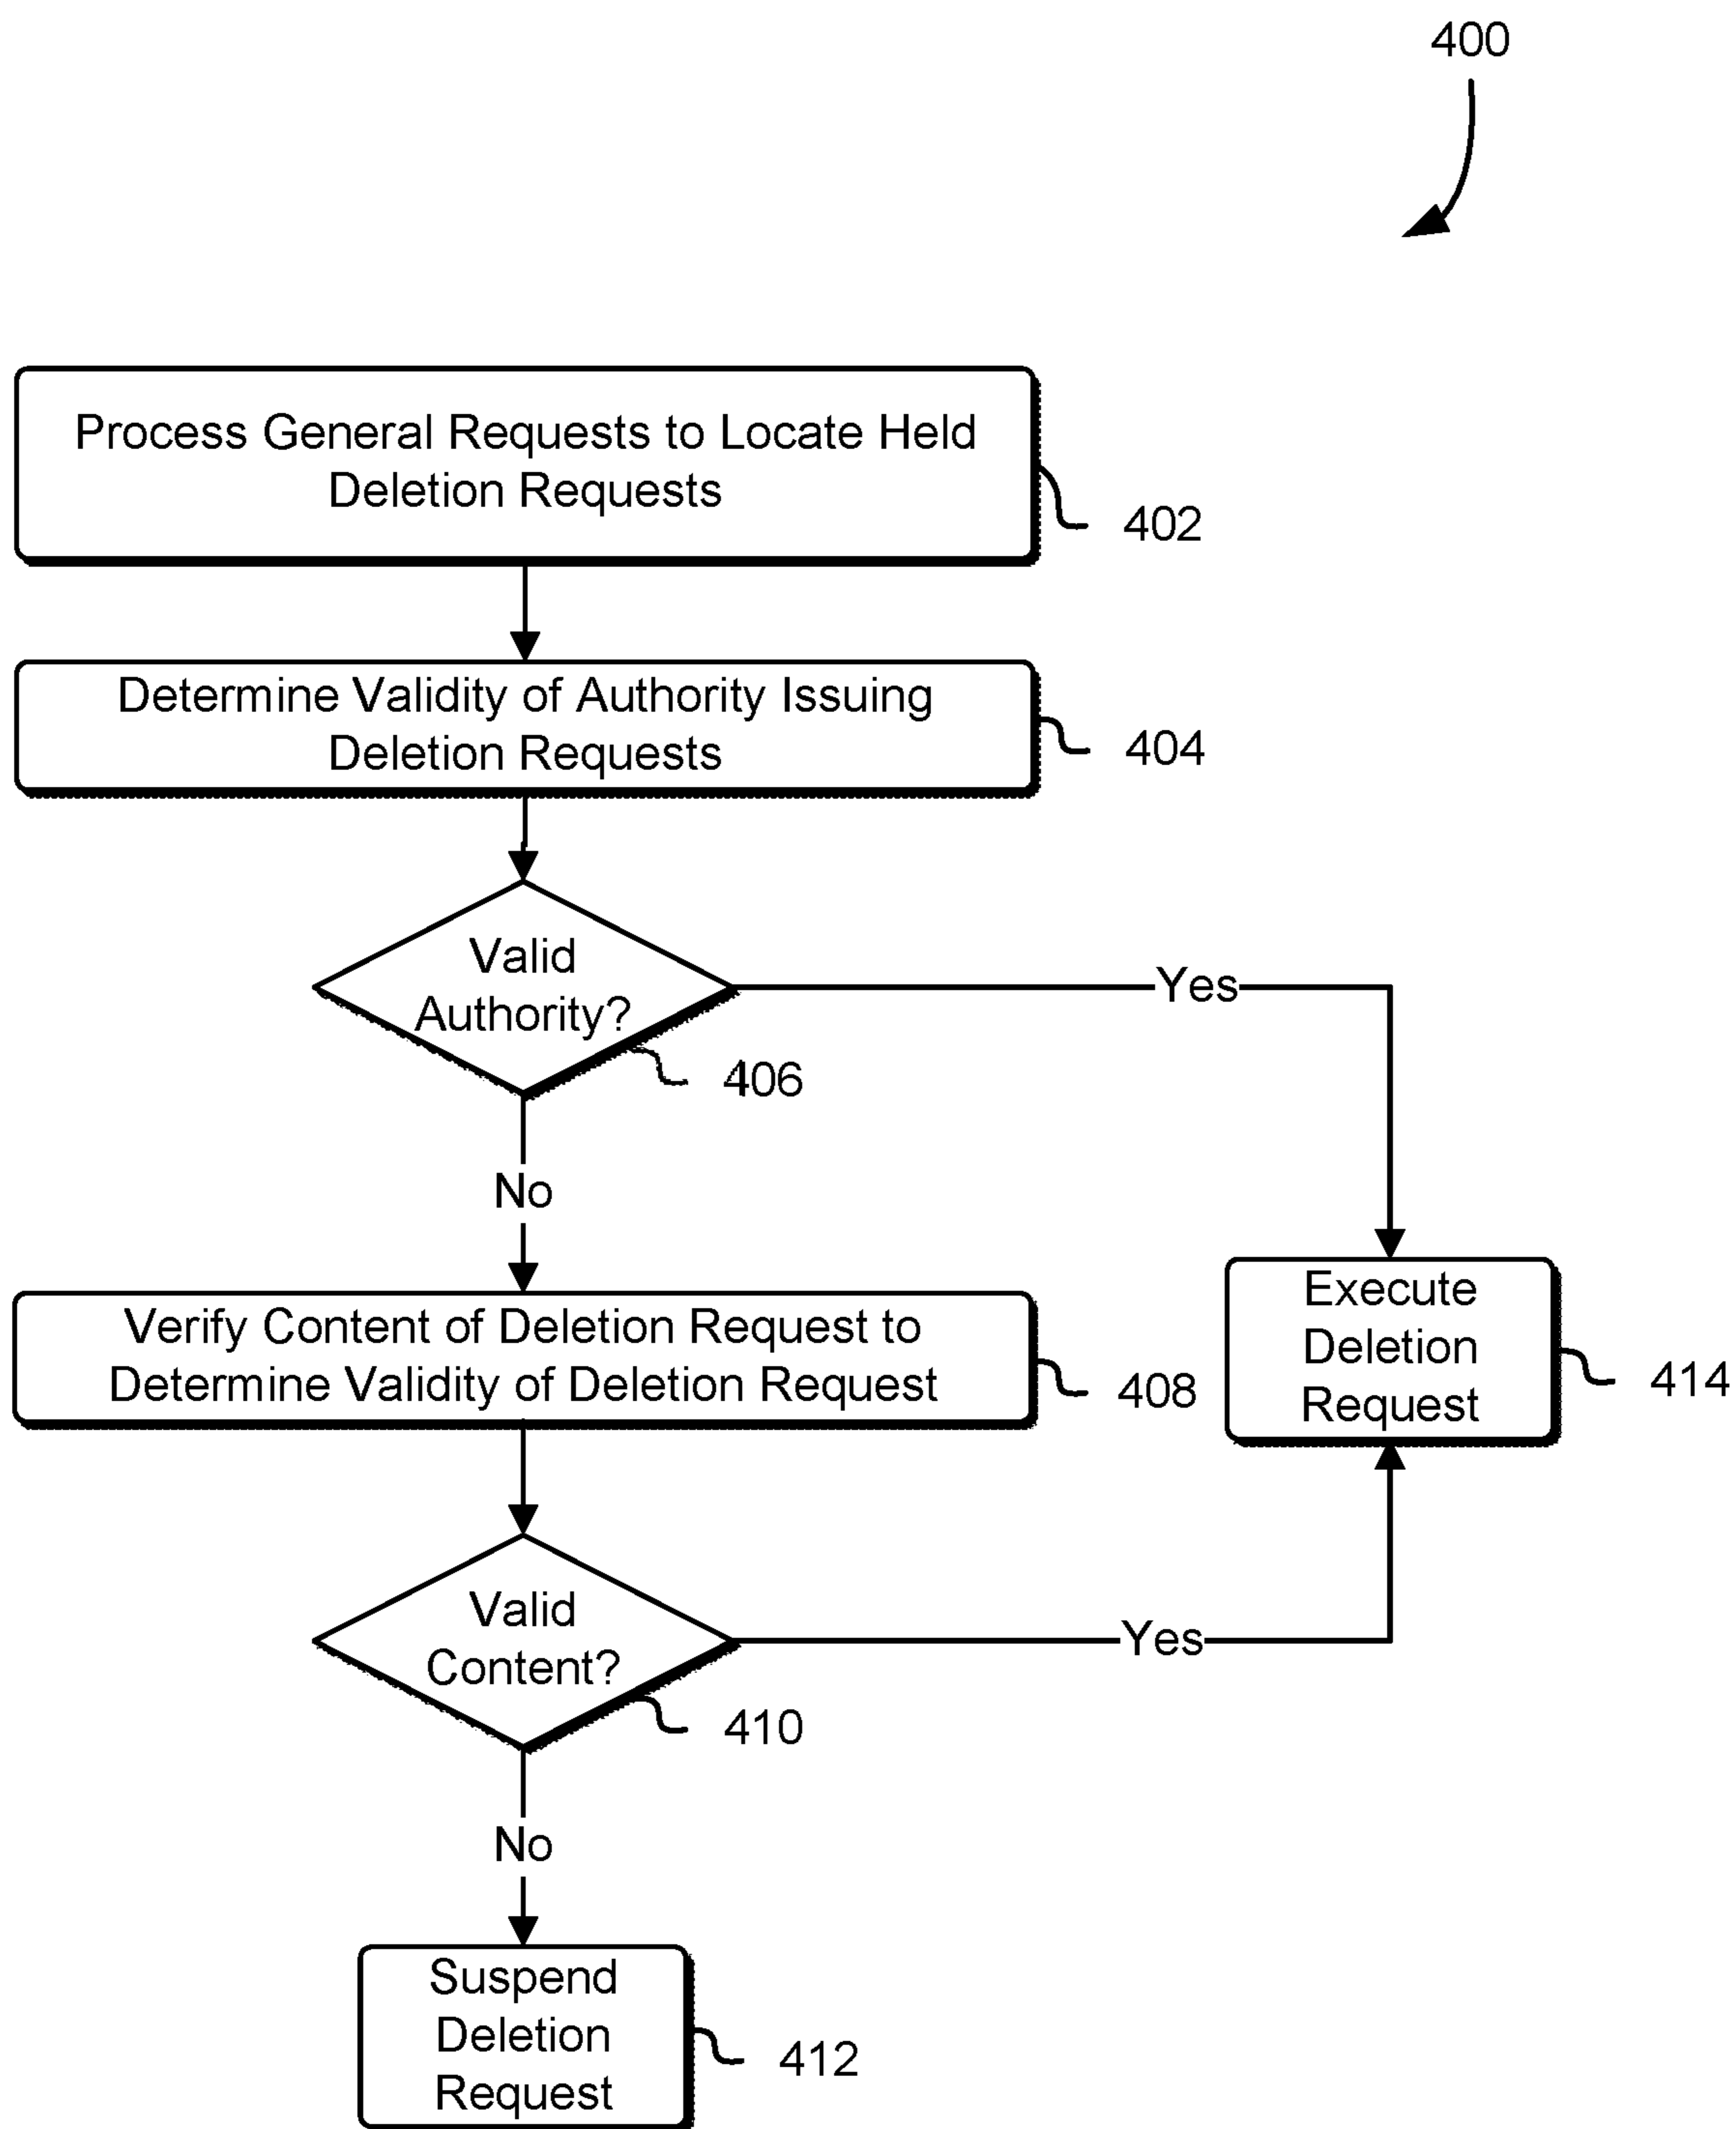 400
Process General Requests to Locate Held
Deletion Requests
402
Determine Validity of Authority Issuing
Deletion Requests
404
Valid
Authority?
406
Yes
No
Verify Content of Deletion Request to
Determine Validity of Deletion Request
408
Execute
Deletion
Request
414
Valid
Content?
410
Yes
No
Suspend
Deletion
Request
412